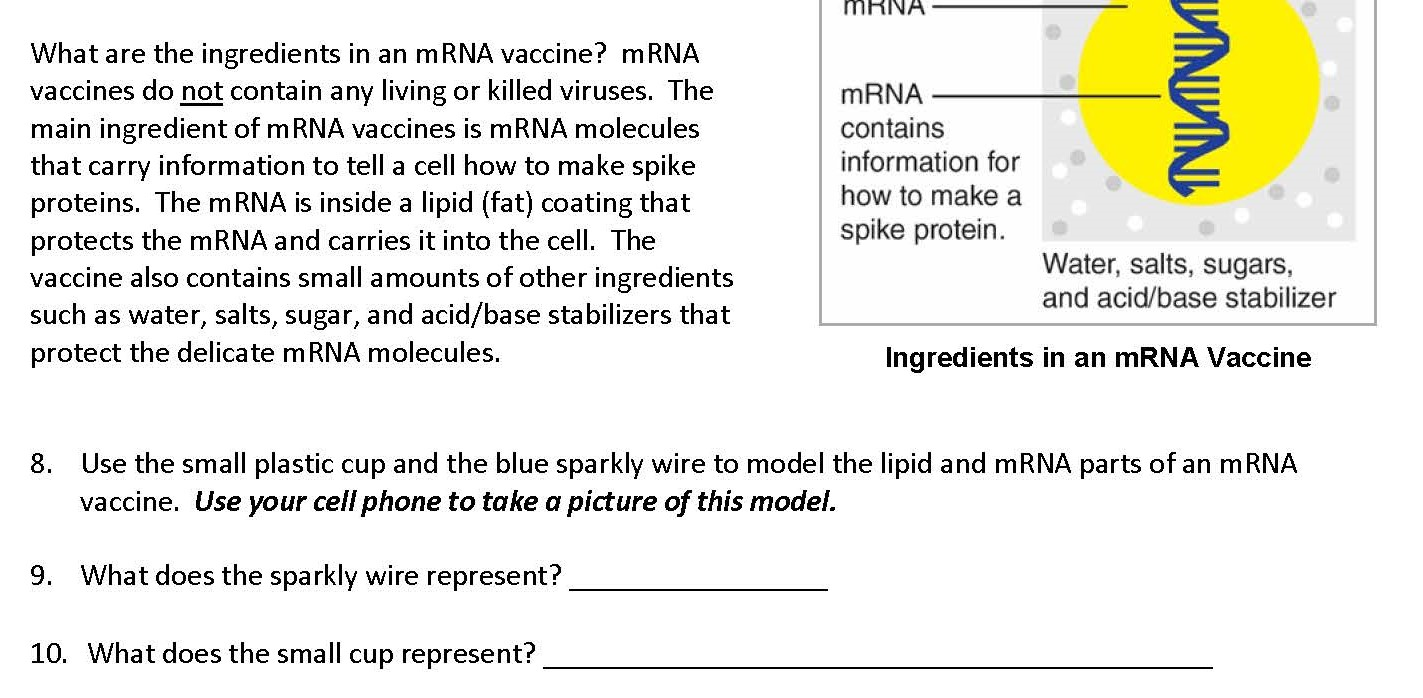 What are the ingredients in an mRNA vaccine?  mRNA
vaccines do not contain any living or killed viruses.  The
main ingredient of mRNA vaccines is mRNA molecules
that carry information to tell a cell how to make spike
proteins.  The mRNA is inside a lipid (fat) coating that
protects the mRNA and carries it into the cell.  The
vaccine also contains small amounts of other ingredients
such as water, salts, sugar, and acid/base stabilizers that
protect the delicate mRNA molecules.
mRNA
mRNA
contains
information for
how to make a
spike protein.
Water, salts, sugars,
and acid/base stabilizer
Ingredients in an mRNA Vaccine
8. Use the small plastic cup and the blue sparkly wire to model the lipid and mRNA parts of an mRNA
vaccine.  Use your cell phone to take a picture of this model.
9. What does the sparkly wire represent? __________________
10. What does the small cup represent? ______________________________________________